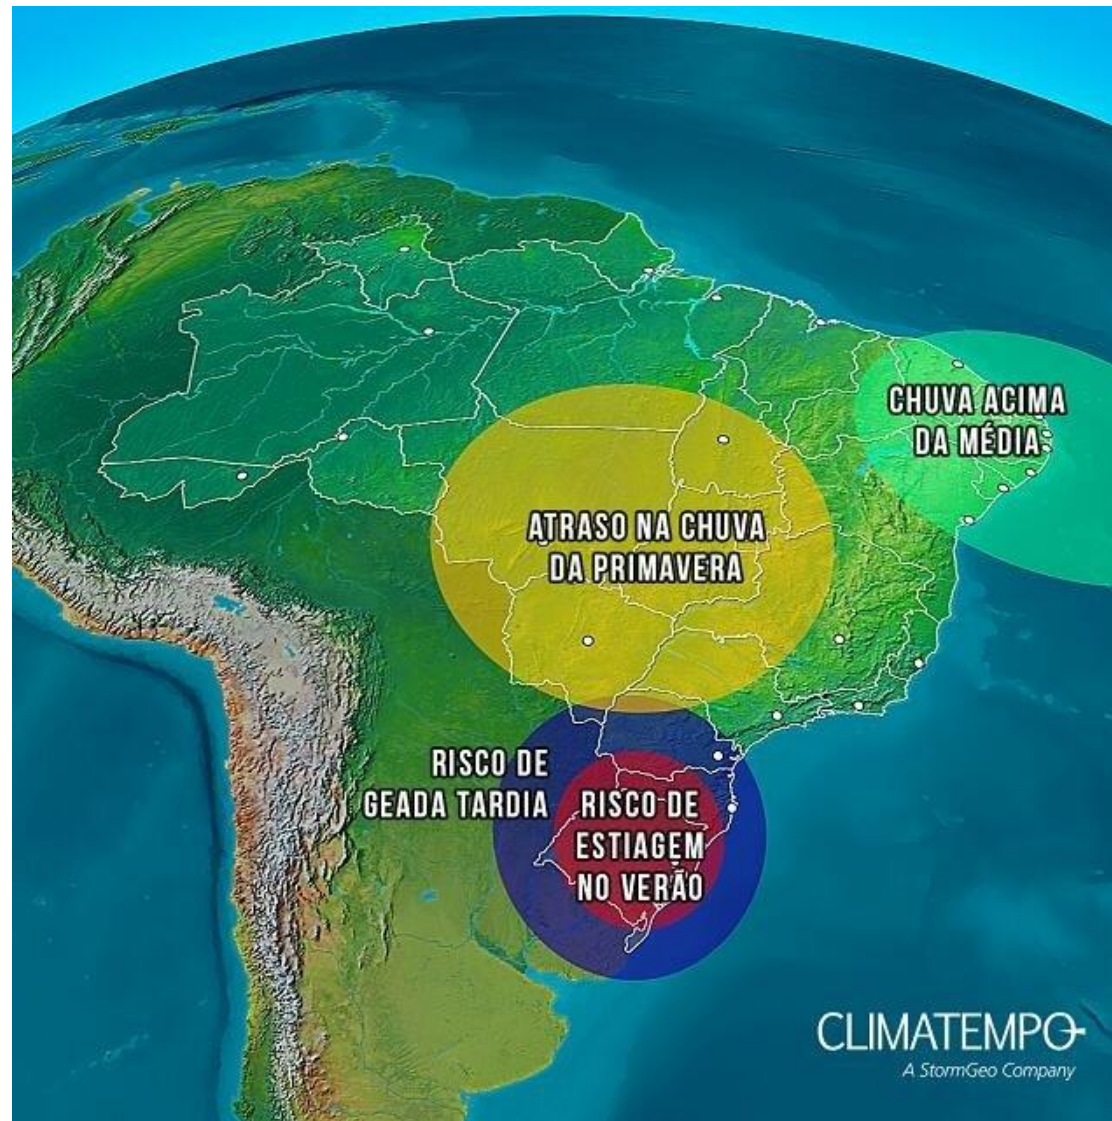 CHUVA ACIMA
DA MÉDIA
ATRASO NA CHUVA
DA PRIMAVERA
RISCO DE
GEADA TARDIA
RISCO DE
ESTIAGEM
NO VERÃO
CLIMATEMPO
A StormGeo Company